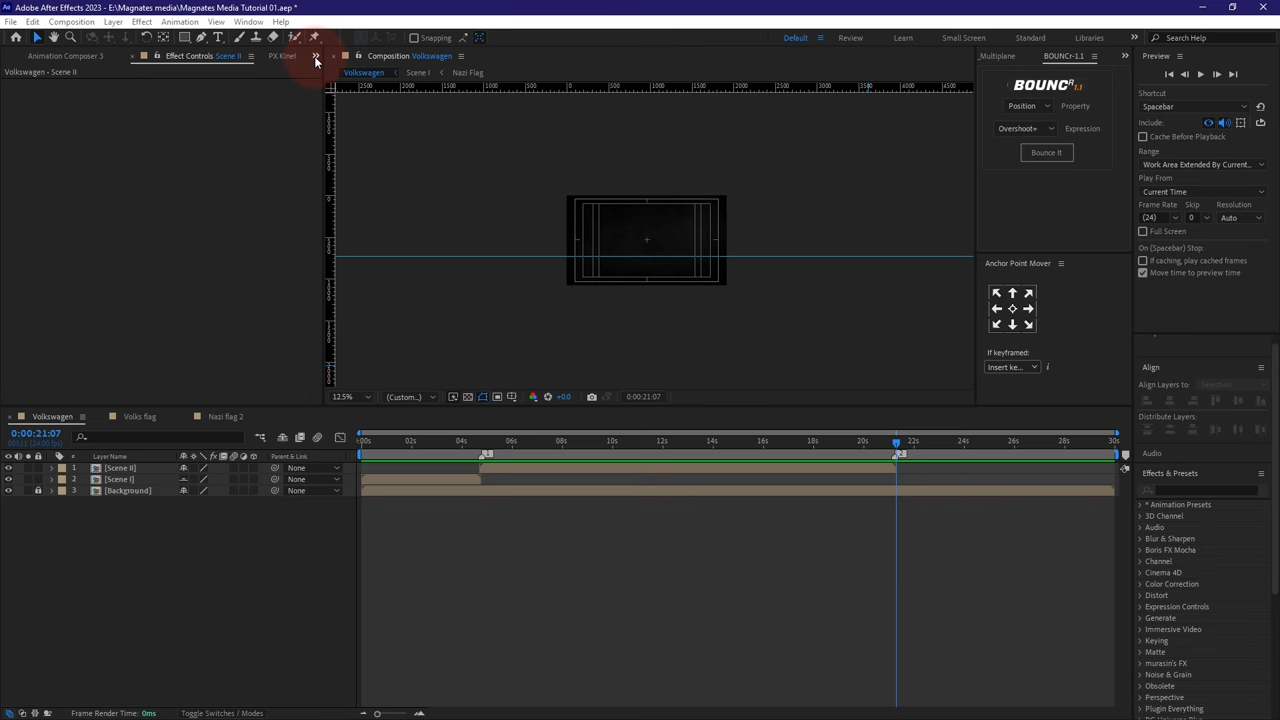 Adobe After Effects 2023 - E:\Magnates media\Magnates Media Tutorial 01.aep *
File Edit Composition Layer Effect Animation View Window Help
Snapping Default Review Learn Small Screen Standard Libraries Search Help
Animation Composer 3 Effect Controls Scene II PX Kinel Composition Volkswagen Multiplane BOUNCr-1.1 Preview
Volkswagen - Scene II Volkswagen Scene I Nazi Flag
BOUNCR 1.1
Position Property
Overshoot+ Expression
Bounce It
Shortcut
Spacebar
Include:
Cache Before Playback
Range
Work Area Extended By Current...
Play From
Current Time
Frame Rate Skip Resolution
(24) 0 Auto
Full Screen
On (Spacebar) Stop:
If caching, play cached frames
Move time to preview time
Anchor Point Mover
If keyframed:
Insert ke...
12.5% (Custom...) +0.0 0:00:21:07
Align
Align Layers to: Selection
Distribute Layers:
Audio
Effects & Presets
* Animation Presets
3D Channel
Audio
Blur & Sharpen
Boris FX Mocha
Channel
Cinema 4D
Color Correction
Distort
Expression Controls
Generate
Immersive Video
Keying
Matte
murasin's FX
Noise & Grain
Obsolete
Perspective
Plugin Everything
Volkswagen Volks flag Nazi flag 2
0:00:21:07
# Layer Name Parent & Link
1 [Scene II] None
2 [Scene I] None
3 [Background] None
02s 04s 06s 08s 10s 12s 14s 16s 18s 20s 22s 24s 26s 28s 30s
Frame Render Time: 0ms Toggle Switches / Modes